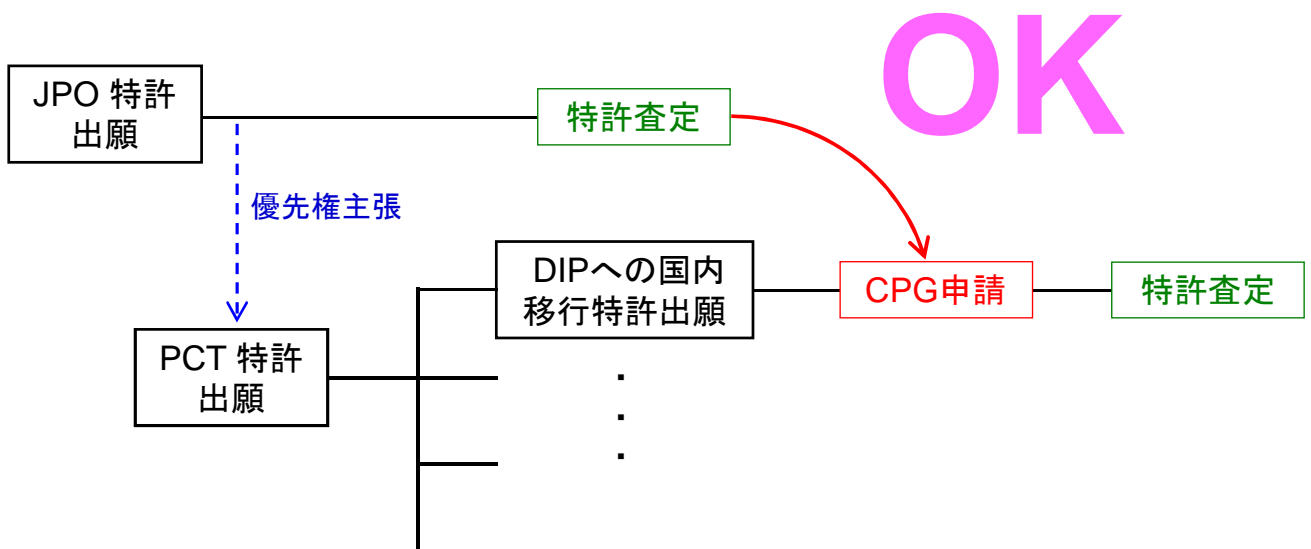 OK
JPO 特許
出願
特許査定
優先権主張
DIPへの国内
移行特許出願
CPG申請
特許査定
PCT 特許
出願